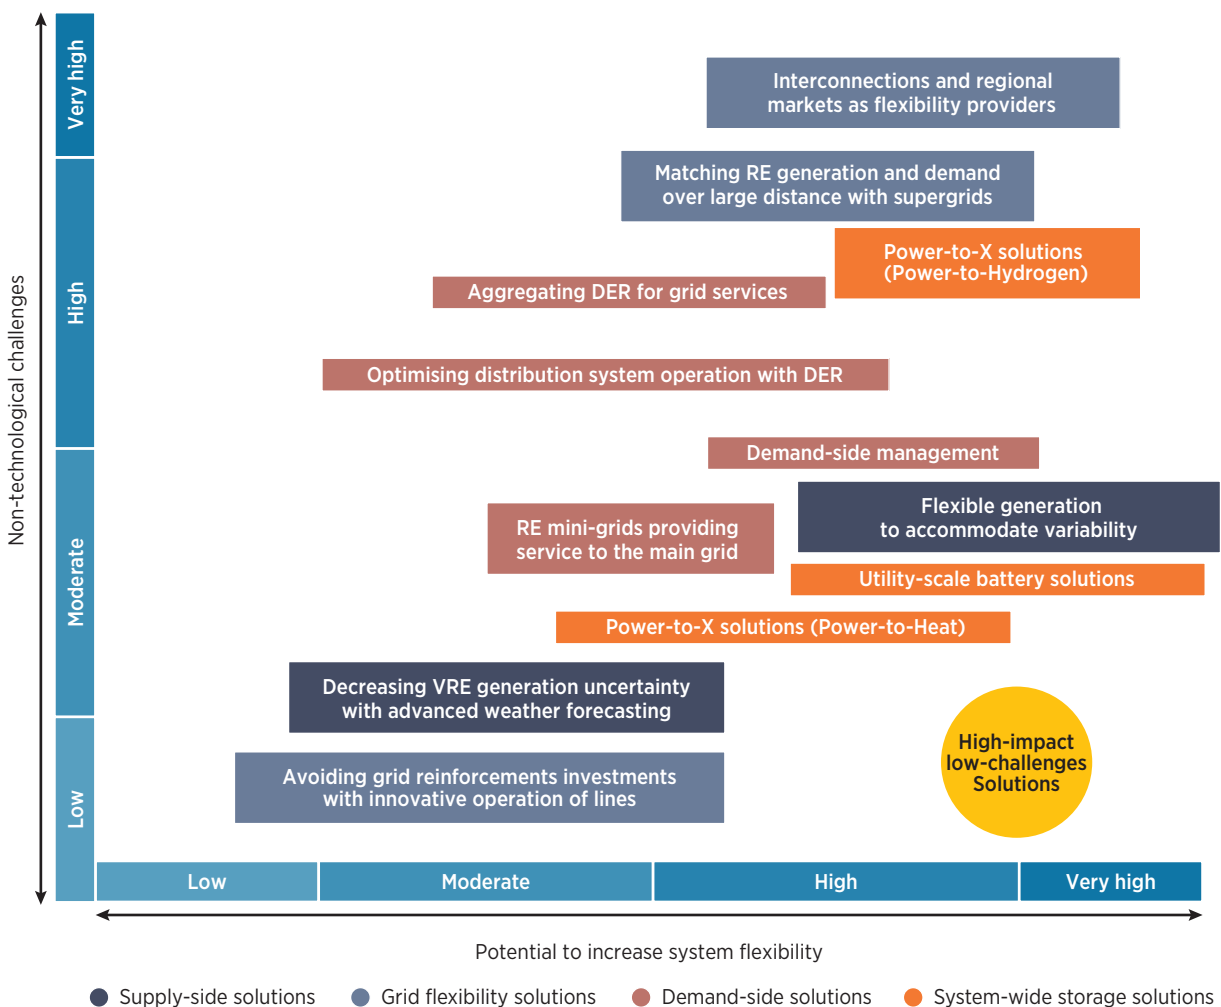 Non-technological challenges
Very high
High
Moderate
Low
Interconnections and regional
markets as flexibility providers
Matching RE generation and demand
over large distance with supergrids
Power-to-X solutions
(Power-to-Hydrogen)
Aggregating DER for grid services
Optimising distribution system operation with DER
Demand-side management
Flexible generation
to accommodate variability
RE mini-grids providing
service to the main grid
Utility-scale battery solutions
Power-to-X solutions (Power-to-Heat)
Decreasing VRE generation uncertainty
with advanced weather forecasting
High-impact
low-challenges
Solutions
Avoiding grid reinforcements investments
with innovative operation of lines
Low
Moderate
High
Very high
Potential to increase system flexibility
Supply-side solutions
Grid flexibility solutions
Demand-side solutions
System-wide storage solutions